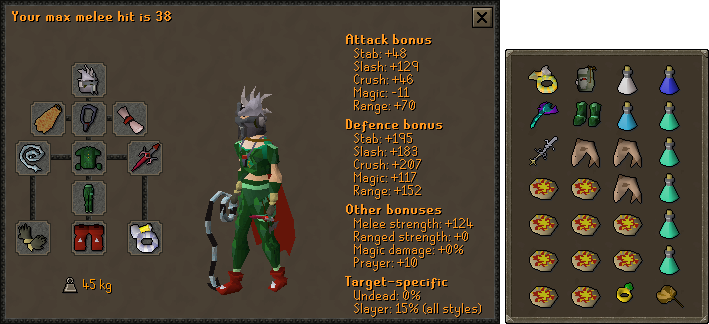 Your max melee hit is 38
Attack bonus
Stab: +48
Slash: +129
Crush: +46
Magic: -11
Range: +70
Defence bonus
Stab: +195
Slash: +183
Crush: +207
Magic: +117
Range: +152
Other bonuses
Melee strength: +124
Ranged strength: +0
Magic damage: +0%
Prayer: +10
Target-specific
Undead: 0%
Slayer: 15% (all styles)
45 kg